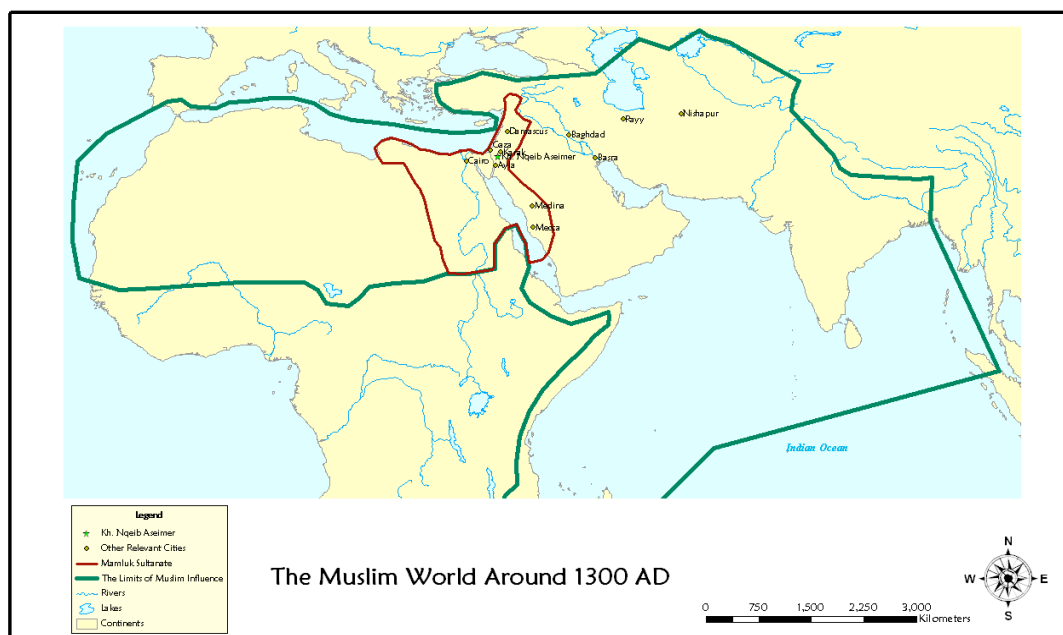 Payy
Nishapur
Damascus
Baghdad
Gaza
Karak
Basra
Cairo
Kh. Nqeib Aseimer
Ayla
Medina
Mecca
Indian Ocean
Legend
Kh. Nqeib Aseimer
Other Relevant Cities
Mamluk Sultanate
The Limits of Muslim Influence
Rivers
Lakes
Continents
The Muslim World Around 1300 AD
N
W E
S
0 750 1,500 2,250 3,000
Kilometers